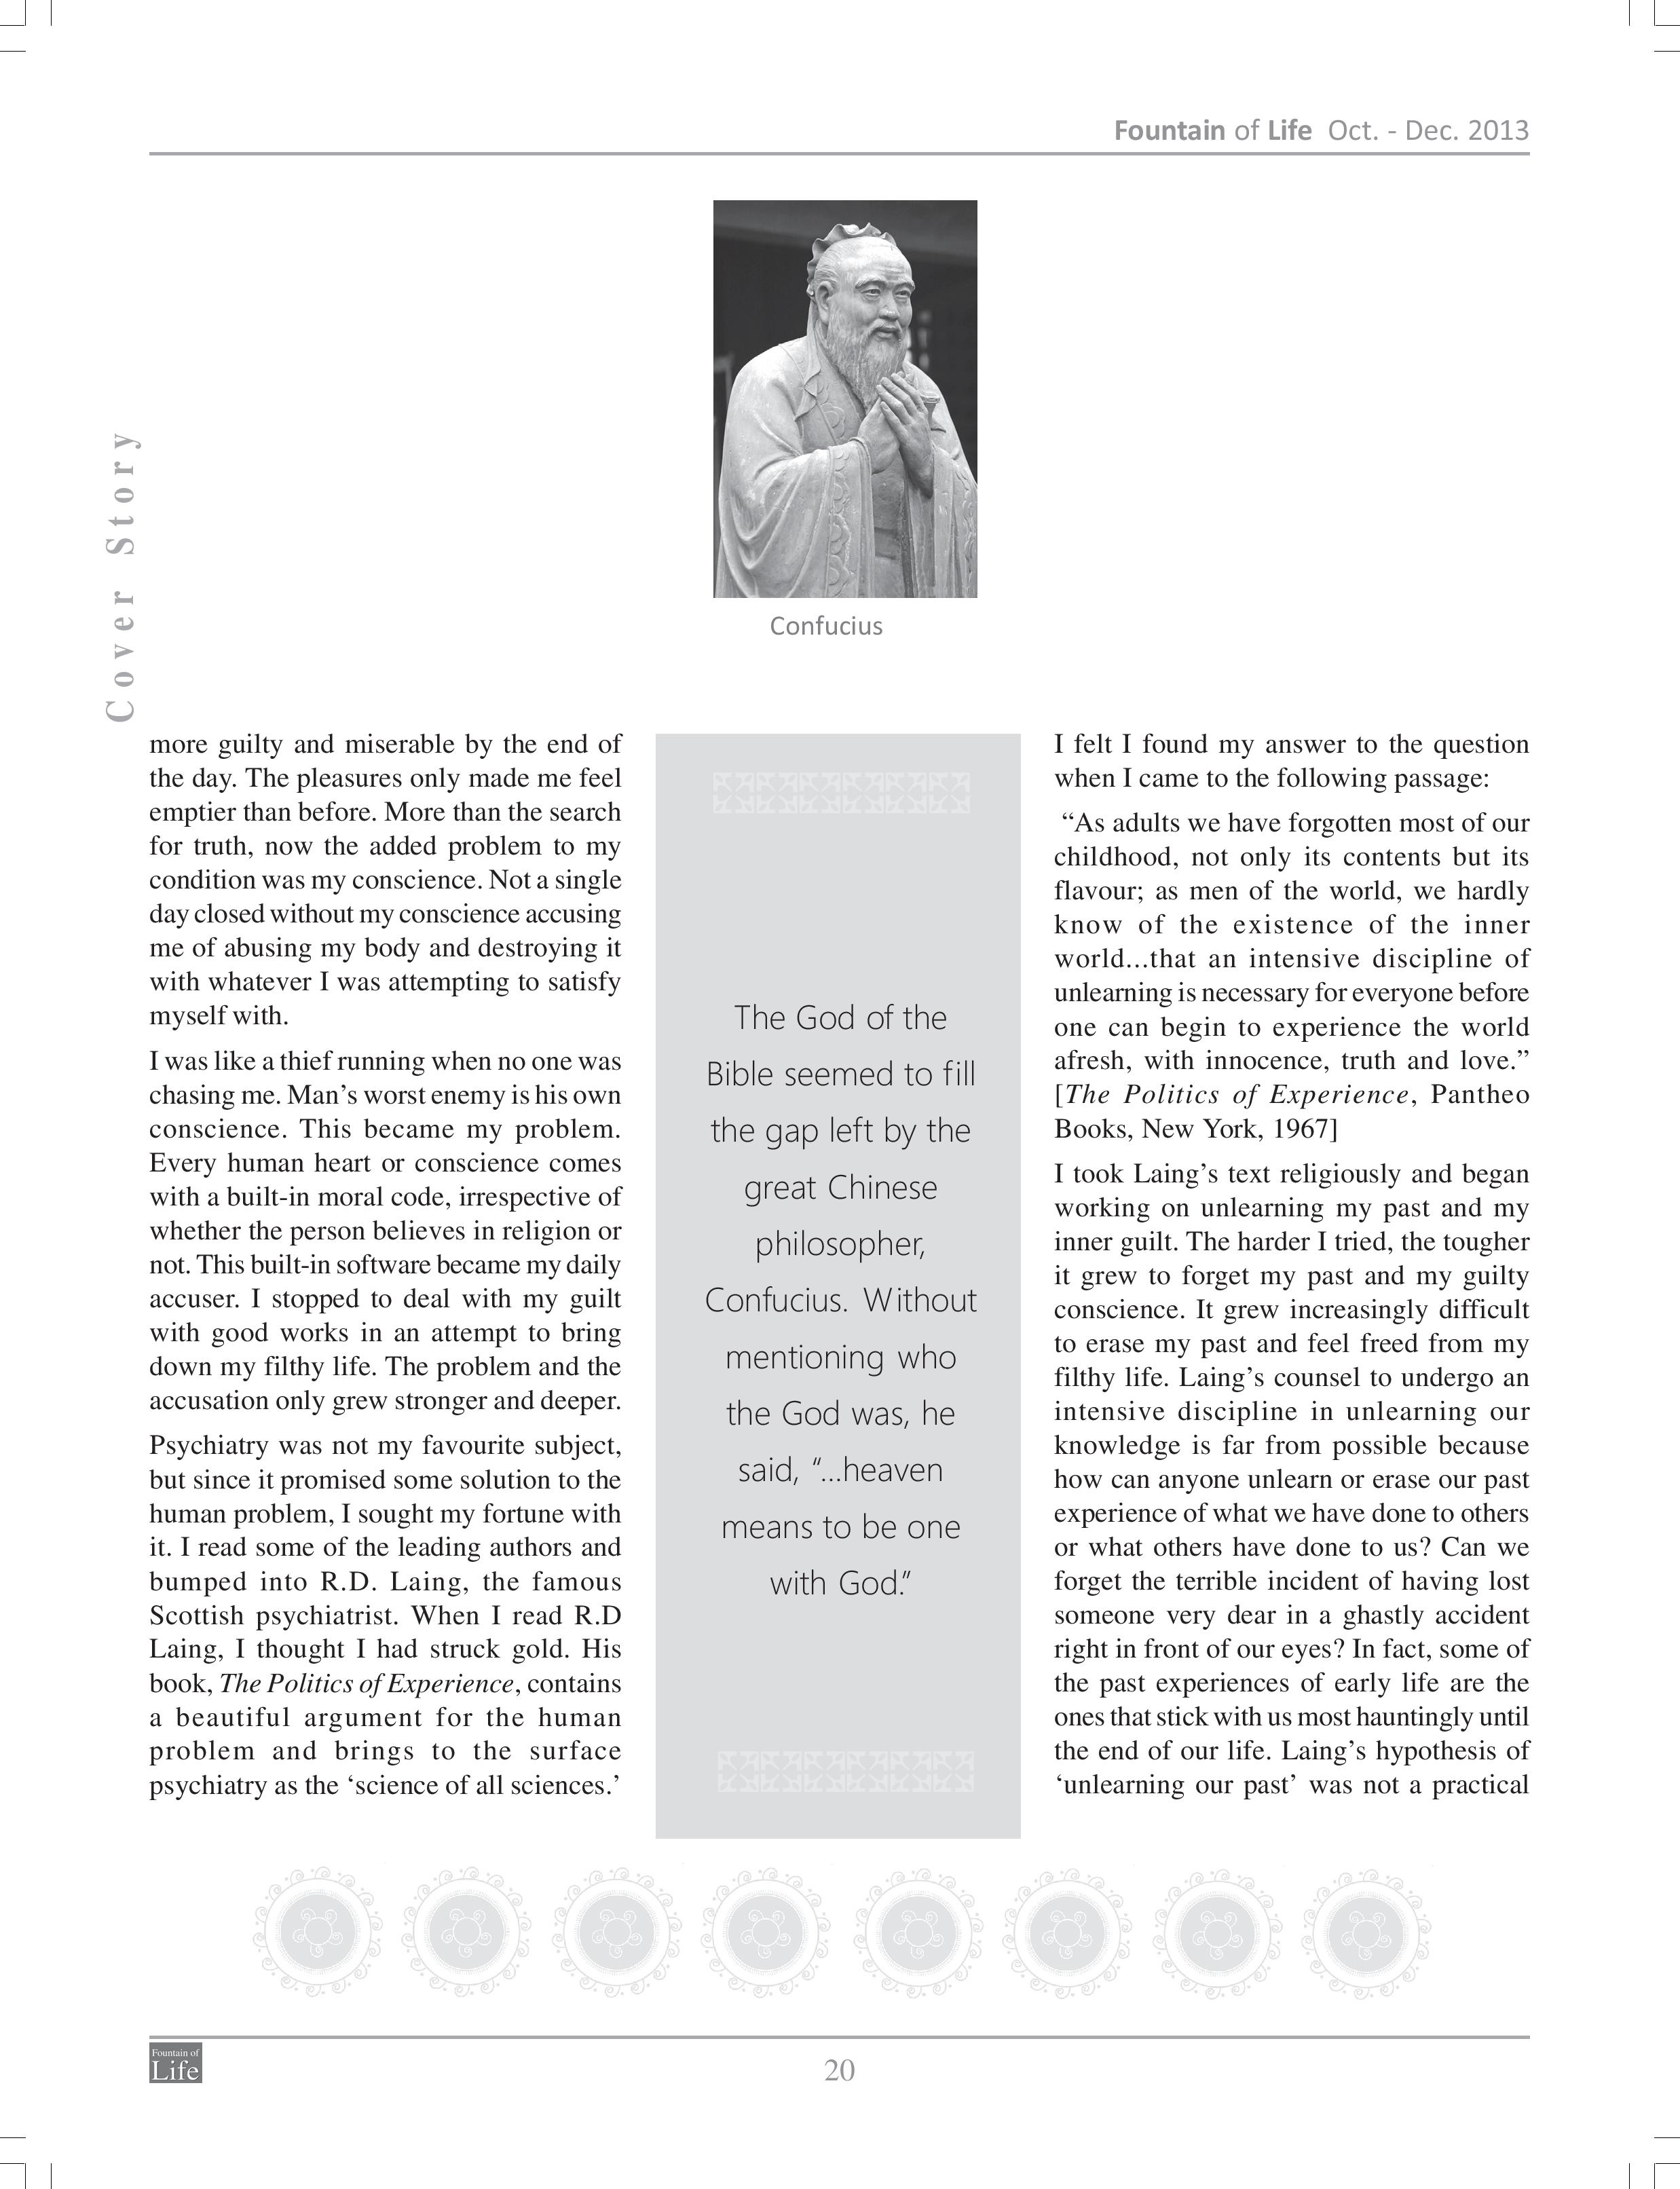 Fountain of Life Oct. - Dec. 2013
Confucius
Cover Story
more guilty and miserable by the end of
the day. The pleasures only made me feel
emptier than before. More than the search
for truth, now the added problem to my
condition was my conscience. Not a single
day closed without my conscience accusing
me of abusing my body and destroying it
with whatever I was attempting to satisfy
myself with.
I was like a thief running when no one was
chasing me. Man’s worst enemy is his own
conscience. This became my problem.
Every human heart or conscience comes
with a built-in moral code, irrespective of
whether the person believes in religion or
not. This built-in software became my daily
accuser. I stopped to deal with my guilt
with good works in an attempt to bring
down my filthy life. The problem and the
accusation only grew stronger and deeper.
Psychiatry was not my favourite subject,
but since it promised some solution to the
human problem, I sought my fortune with
it. I read some of the leading authors and
bumped into R.D. Laing, the famous
Scottish psychiatrist. When I read R.D
Laing, I thought I had struck gold. His
book, The Politics of Experience, contains
a beautiful argument for the human
problem and brings to the surface
psychiatry as the ‘science of all sciences.’
The God of the
Bible seemed to fill
the gap left by the
great Chinese
philosopher,
Confucius. Without
mentioning who
the God was, he
said, “...heaven
means to be one
with God.”
I felt I found my answer to the question
when I came to the following passage:
“As adults we have forgotten most of our
childhood, not only its contents but its
flavour; as men of the world, we hardly
know of the existence of the inner
world...that an intensive discipline of
unlearning is necessary for everyone before
one can begin to experience the world
afresh, with innocence, truth and love.”
[The Politics of Experience, Pantheo
Books, New York, 1967]
I took Laing’s text religiously and began
working on unlearning my past and my
inner guilt. The harder I tried, the tougher
it grew to forget my past and my guilty
conscience. It grew increasingly difficult
to erase my past and feel freed from my
filthy life. Laing’s counsel to undergo an
intensive discipline in unlearning our
knowledge is far from possible because
how can anyone unlearn or erase our past
experience of what we have done to others
or what others have done to us? Can we
forget the terrible incident of having lost
someone very dear in a ghastly accident
right in front of our eyes? In fact, some of
the past experiences of early life are the
ones that stick with us most hauntingly until
the end of our life. Laing’s hypothesis of
‘unlearning our past’ was not a practical
Fountain of
Life
20